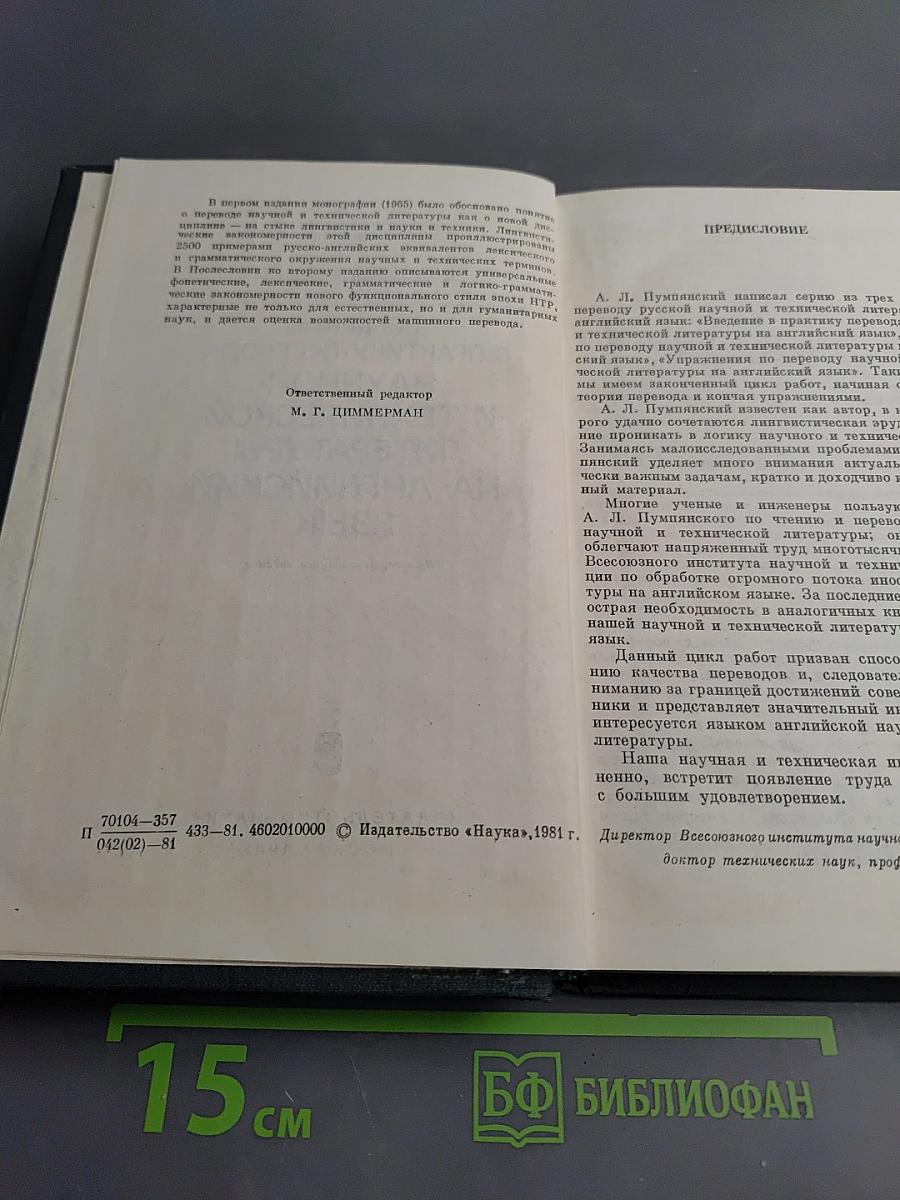 В первом издании монографии (1965) было обосновано понятие
о переводе научной и технической литературы как о новой дис-
циплине — на стыке лингвистики и науки и техники. Лингвисти-
ческие закономерности этой дисциплины проиллюстрированы
2500 примерами русско-английских эквивалентов лексического
и грамматического окружения научных и технических терминов.
В Послесловии ко второму изданию описываются универсальные
фонетические, лексические, грамматические и логико-граммати-
ческие закономерности нового функционального стиля эпохи НТР,
характерные не только для естественных, но и для гуманитарных
наук, и дается оценка возможностей машинного перевода.
Ответственный редактор
М. Г. ЦИММЕРМАН
П 70104—357 433—81. 4602010000 © Издательство «Наука», 1981 г.
042(02)—81
ПРЕДИСЛОВИЕ
А. Л. Пумпянский написал серию из трех
переводу русской научной и технической литера
английский язык: «Введение в практику перевода
и технической литературы на английский язык»,
по переводу научной и технической литературы
ский язык», «Упражнения по переводу научной
ческой литературы на английский язык». Таки
мы имеем законченный цикл работ, начиная с
теории перевода и кончая упражнениями.
А. Л. Пумпянский известен как автор, в к
рого удачно сочетаются лингвистическая эруд
ние проникать в логику научного и техниче
Занимаясь малоисследованными проблемами
пянский уделяет много внимания актуаль
чески важным задачам, кратко и доходчиво и
ный материал.
Многие ученые и инженеры пользую
А. Л. Пумпянского по чтению и перево
научной и технической литературы; он
облегчают напряженный труд многотысяч
Всесоюзного института научной и технич
ции по обработке огромного потока инос
туры на английском языке. За последние
острая необходимость в аналогичных кн
нашей научной и технической литерату
язык.
Данный цикл работ призван спосо
нию качества переводов и, следовател
ниманию за границей достижений сове
ники и представляет значительный ин
интересуется языком английской нау
литературы.
Наша научная и техническая ин
ненно, встретит появление труда
с большим удовлетворением.
Директор Всесоюзного института научно
доктор технических наук, проф
15 см
БФ БИБЛИОФАН